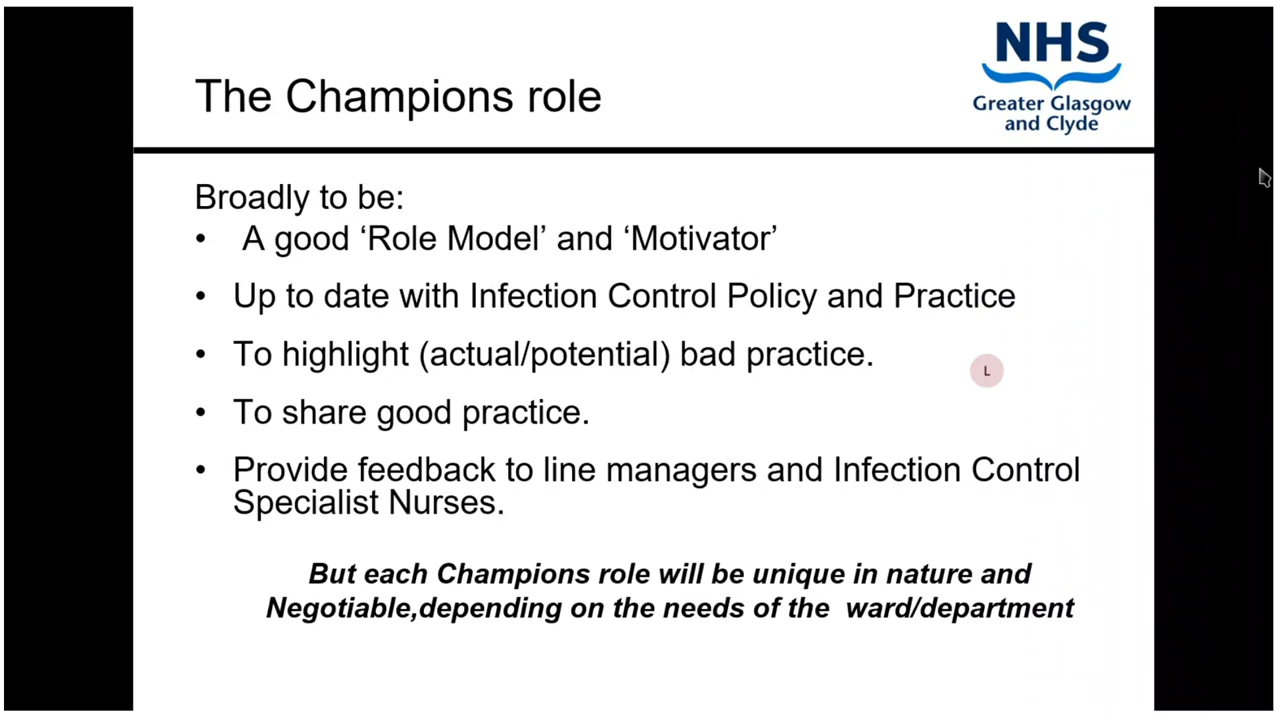 NHS
Greater Glasgow
and Clyde
The Champions role
Broadly to be:
• A good ‘Role Model’ and ‘Motivator’
• Up to date with Infection Control Policy and Practice
• To highlight (actual/potential) bad practice.
L
• To share good practice.
• Provide feedback to line managers and Infection Control
Specialist Nurses.
But each Champions role will be unique in nature and
Negotiable,depending on the needs of the ward/department